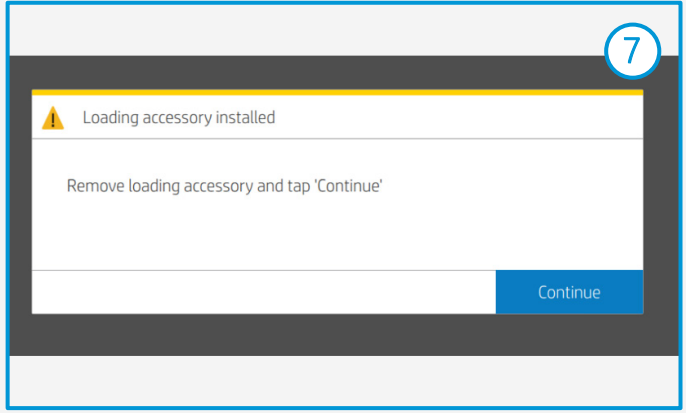 7
Loading accessory installed
Remove loading accessory and tap 'Continue'
Continue